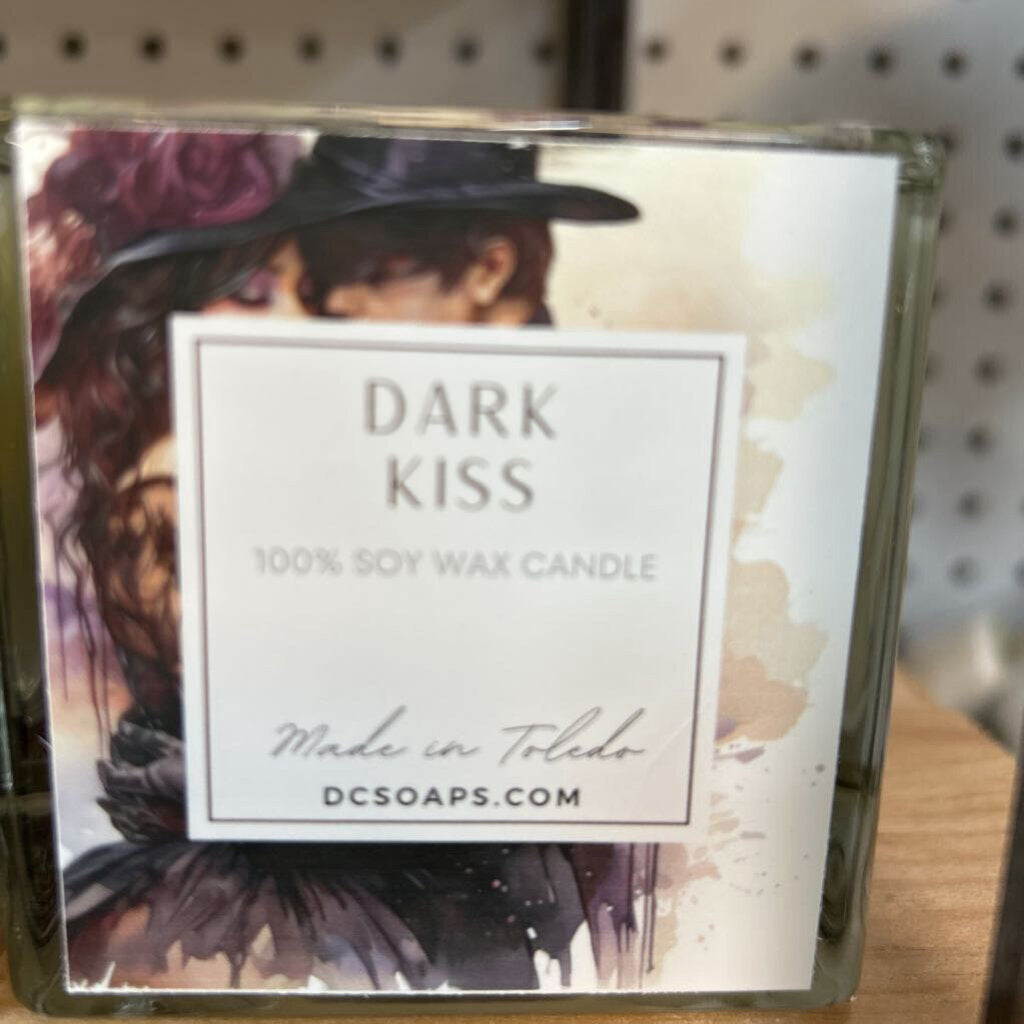 DARK
KISS
100% SOY WAX CANDLE
Made in Toledo
DCSOAPS.COM